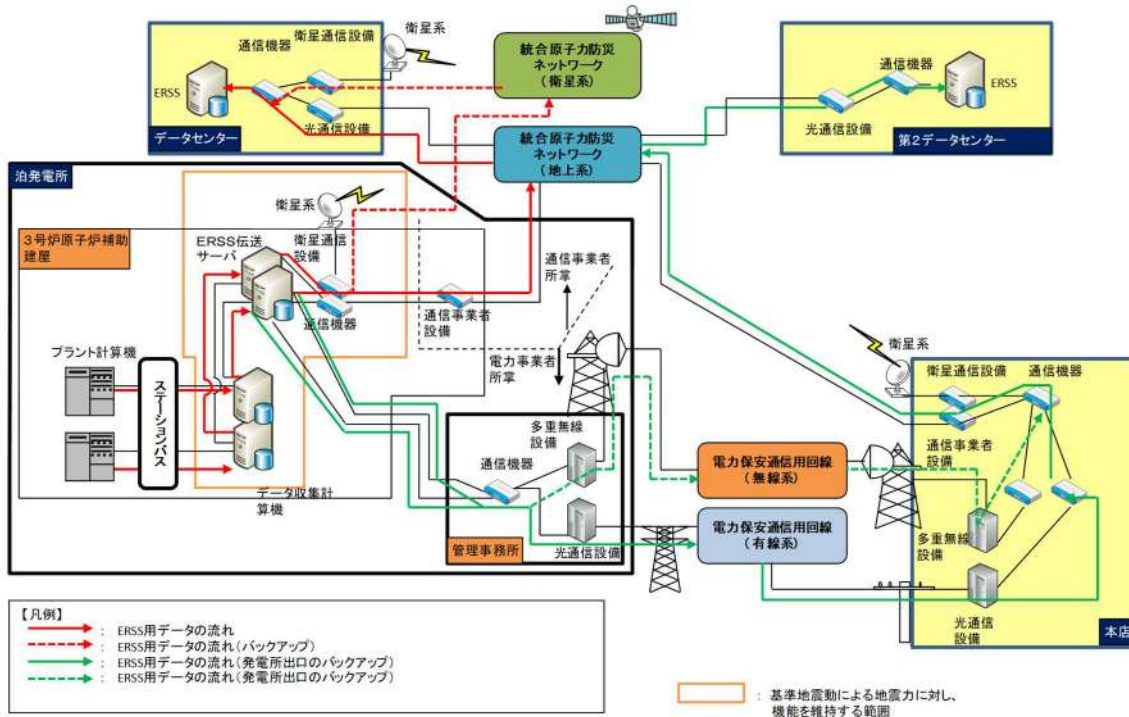 衛星通信設備
通信機器
衛星系
ERSS
光通信設備
データセンター
統合原子力防災
ネットワーク
(衛星系)
統合原子力防災
ネットワーク
(地上系)
通信機器
ERSS
光通信設備
第2データセンター
泊発電所
3号炉原子炉補助
建屋
衛星系
ERSS伝送
サーバ
衛星通信
設備
通信機器
通信事業者
設備
通信事業者
所掌
電力事業者
所掌
プラント計算機
ステーションバス
データ収集計
算機
多重無線
設備
通信機器
光通信設備
管理事務所
電力保安通信用回線
(無線系)
電力保安通信用回線
(有線系)
衛星系
衛星通信設備
通信機器
通信事業者
設備
多重無線
設備
光通信
設備
本店
【凡例】
: ERSS用データの流れ
: ERSS用データの流れ(バックアップ)
: ERSS用データの流れ(発電所出口のバックアップ)
: ERSS用データの流れ(発電所出口のバックアップ)
: 基準地震動による地震力に対し、
機能を維持する範囲